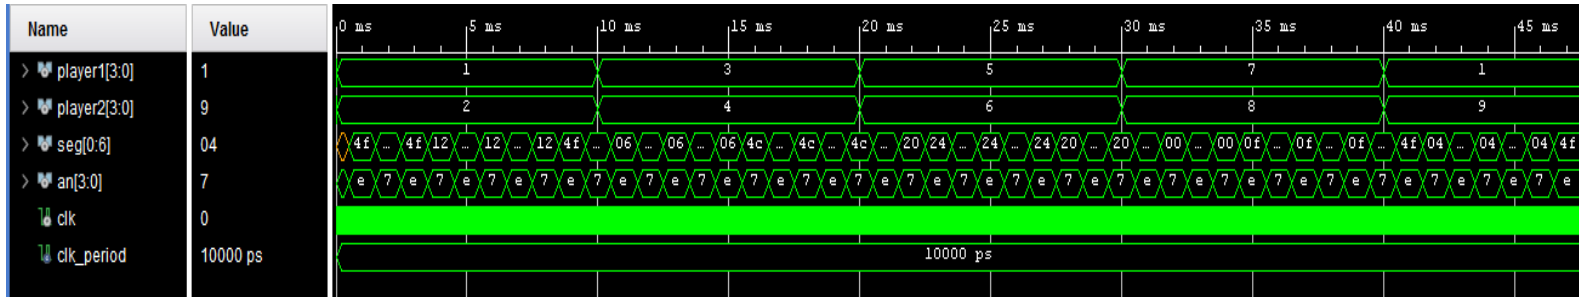 Name Value 0 ms 5 ms 10 ms 15 ms 20 ms 25 ms 30 ms 35 ms 40 ms 45 ms
player1[3:0] 1 1 3 5 7 1
player2[3:0] 9 2 4 6 8 9
seg[0:6] 04 4f … 4f 12 … 12 … 12 4f … 06 … 06 … 06 4c … 4c … 4c … 20 24 … 24 … 24 20 … 20 … 00 … 00 0f … 0f … 0f … 4f 04 … 04 … 04 4f
an[3:0] 7 e 7 e 7 e 7 e 7 e 7 e 7 e 7 e 7 e 7 e 7 e 7 e 7 e 7 e 7 e 7 e 7 e 7 e 7 e 7 e 7 e 7 e 7 e 7 e
clk 0
clk_period 10000 ps 10000 ps